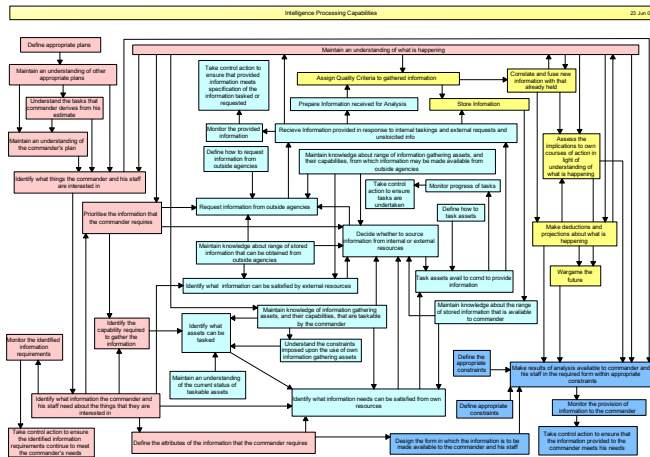 Intelligence Processing Capabilities
23 Jun 0
Define appropriate plans
Maintain an understanding of what is happening
Maintain an understanding of other
appropriate plans
Take control action to
ensure that provided
information meets
specification of the
information tasked or
requested
Assign Quality Criteria to gathered information
Correlate and fuse new
information with that
already held
Understand the tasks that
commander derives from his
estimate
Prepare Information received for Analysis
Store Infomation
Maintain an understanding of
the commander's plan
Monitor the provided
information
Recieve Information provided in response to internal taskings and external requests and
unsloicited info
Assess the
implications to own
courses of action in
light of
understanding of
what is happening
Define how to request
information from
outside agencies
Maintain knowledge about range of information gathering assets, and
their capabilities, from which information may be made available from
outside agencies
Identify what things the commander and his staff
are interested in
Take control action
to ensure
tasks are
undertaken
Monitor progress of tasks
Prioritise the information that
the commander requires
Request information from outside agencies
Define how to
task assets
Decide whether to source
information from internal or external
resources
Make deductions and
projections about what is
happening
Maintain knowledge about range of stored
information that can be obtained from
outside agencies
Wargame the
future
Identify what information can be satisfied by external resources
Task assets avail to comd to provide
information
Maintain knowledge of information gathering
assets, and their capabilities, that are taskable
by the commander
Maintain knowledge about the range
of stored information that is available to
commander
Identify the
capability required
to gather the
information
Identify what
assets can be
tasked
Monitor the identified
information
requirements
Understand the constraints
imposed upon the use of own
information gathering assets
Define the
appropriate
constraints
Make results of analysis available to commander and
his staff in the required form within appropriate
constraints
Maintain an understanding
of the current status of
taskable assets
Identify what information the commander and
his staff need about the things that they are
interested in
Identify what information needs can be satisfied from own
resources
Define appropriate
constraints
Monitor the provision of
information to the commander
Take control action to ensure
the identified information
requirements continue to meet
the commander's needs
Define the attributes of the information that the commander requires
Design the form in which the information is to be
made available to the commander and his staff
Take control action to ensure that
the information provided to the
commander meets his needs